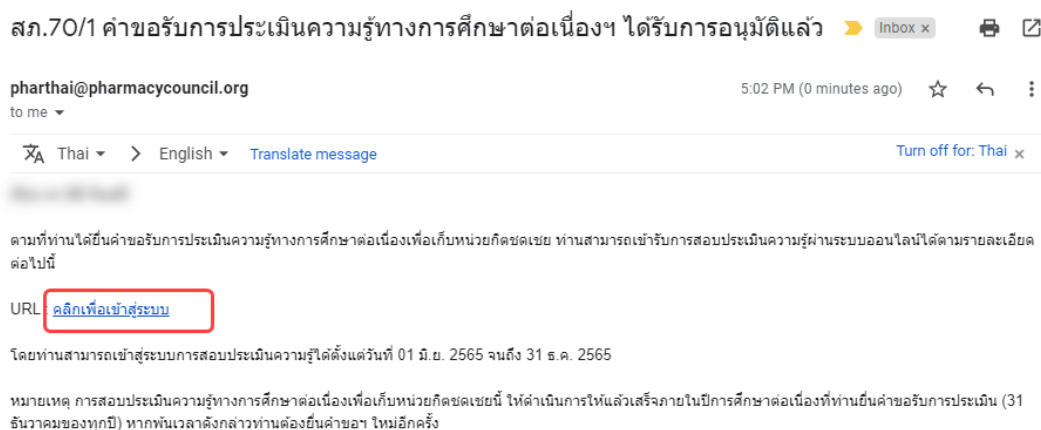 สภ.70/1 คำขอรับการประเมินความรู้ทางการศึกษาต่อเนื่องฯ ได้รับการอนุมัติแล้ว Inbox ×
pharthai@pharmacycouncil.org 5:02 PM (0 minutes ago)
to me
Thai > English Translate message Turn off for: Thai ×
ตามที่ท่านได้ยื่นคำขอรับการประเมินความรู้ทางการศึกษาต่อเนื่องเพื่อเก็บหน่วยกิตชดเชย ท่านสามารถเข้ารับการสอบประเมินความรู้ผ่านระบบออนไลน์ได้ตามรายละเอียด
ต่อไปนี้
URL : คลิกเพื่อเข้าสู่ระบบ
โดยท่านสามารถเข้าสู่ระบบการสอบประเมินความรู้ได้ตั้งแต่วันที่ 01 มิ.ย. 2565 จนถึง 31 ธ.ค. 2565
หมายเหตุ การสอบประเมินความรู้ทางการศึกษาต่อเนื่องเพื่อเก็บหน่วยกิตชดเชยนี้ ให้ดำเนินการให้แล้วเสร็จภายในปีการศึกษาต่อเนื่องที่ท่านยื่นคำขอรับการประเมิน (31
ธันวาคมของทุกปี) หากพ้นเวลาดังกล่าวท่านต้องยื่นคำขอฯ ใหม่อีกครั้ง